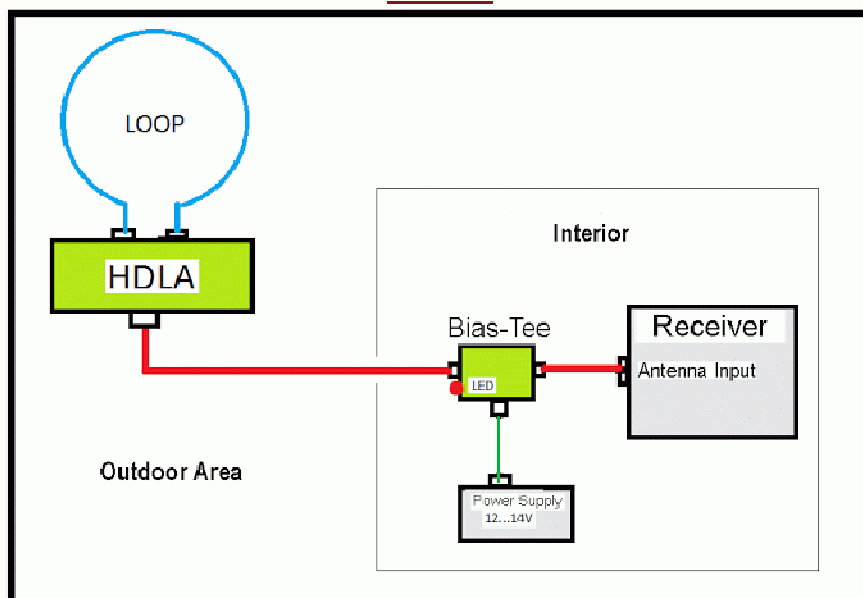 LOOP
HDLA
Interior
Bias-Tee
LED
Receiver
Antenna Input
Outdoor Area
Power Supply
12...14V